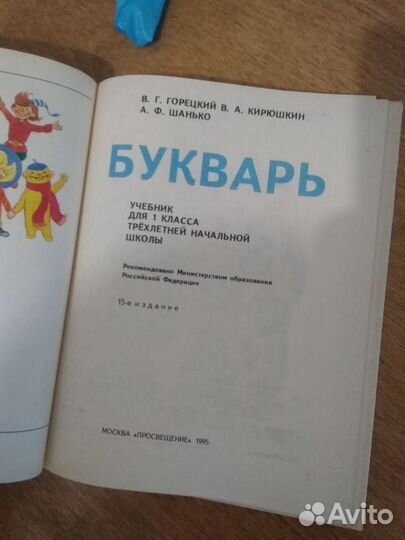 В. Г. ГОРЕЦКИЙ В. А. КИРЮШКИН
А. Ф. ШАНЬКО
БУКВАРЬ
УЧЕБНИК
ДЛЯ 1 КЛАССА
ТРЁХЛЕТНЕЙ НАЧАЛЬНОЙ
ШКОЛЫ
Рекомендовано Министерством образования
Российской Федерации
15-е издание
МОСКВА «ПРОСВЕЩЕНИЕ» 1995
Avito